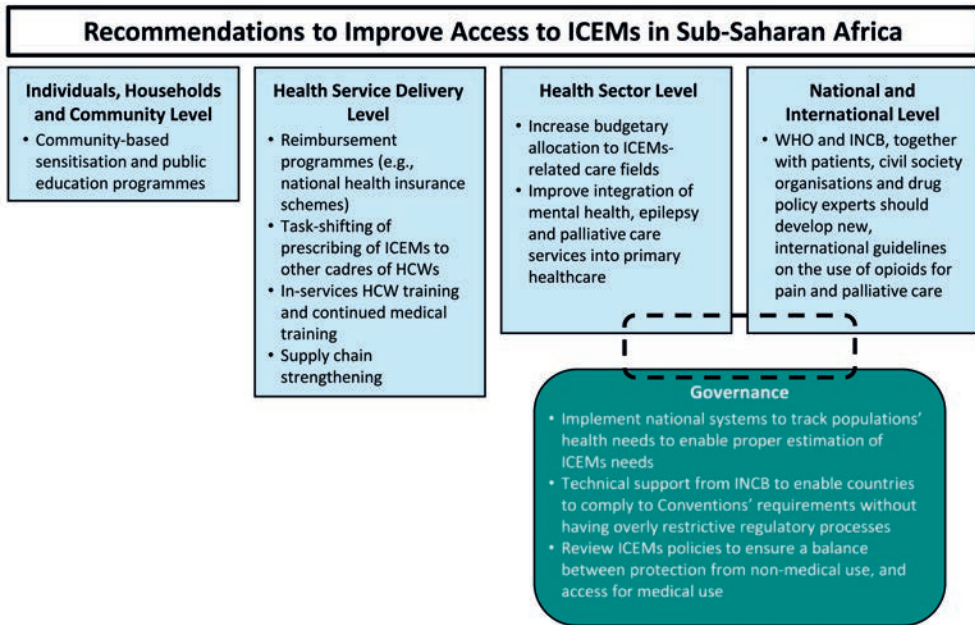 Recommendations to Improve Access to ICEMs in Sub-Saharan Africa
Individuals, Households
and Community Level
• Community-based
sensitisation and public
education programmes
Health Service Delivery
Level
• Reimbursement
programmes (e.g.,
national health insurance
schemes)
• Task-shifting of
prescribing of ICEMs to
other cadres of HCWs
• In-services HCW training
and continued medical
training
• Supply chain
strengthening
Health Sector Level
• Increase budgetary
allocation to ICEMs-
related care fields
• Improve integration of
mental health, epilepsy
and palliative care
services into primary
healthcare
National and
International Level
• WHO and INCB, together
with patients, civil society
organisations and drug
policy experts should
develop new,
international guidelines
on the use of opioids for
pain and palliative care
Governance
• Implement national systems to track populations’
health needs to enable proper estimation of
ICEMs needs
• Technical support from INCB to enable countries
to comply to Conventions’ requirements without
having overly restrictive regulatory processes
• Review ICEMs policies to ensure a balance
between protection from non-medical use, and
access for medical use